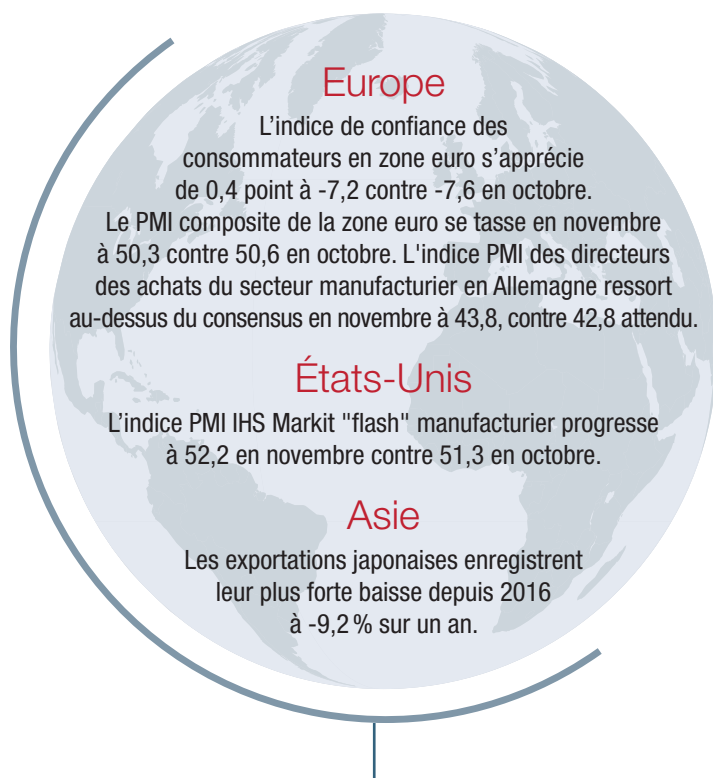 Europe
L’indice de confiance des
consommateurs en zone euro s’apprécie
de 0,4 point à -7,2 contre -7,6 en octobre.
Le PMI composite de la zone euro se tasse en novembre
à 50,3 contre 50,6 en octobre. L'indice PMI des directeurs
des achats du secteur manufacturier en Allemagne ressort
au-dessus du consensus en novembre à 43,8, contre 42,8 attendu.
États-Unis
L’indice PMI IHS Markit "flash" manufacturier progresse
à 52,2 en novembre contre 51,3 en octobre.
Asie
Les exportations japonaises enregistrent
leur plus forte baisse depuis 2016
à -9,2 % sur un an.